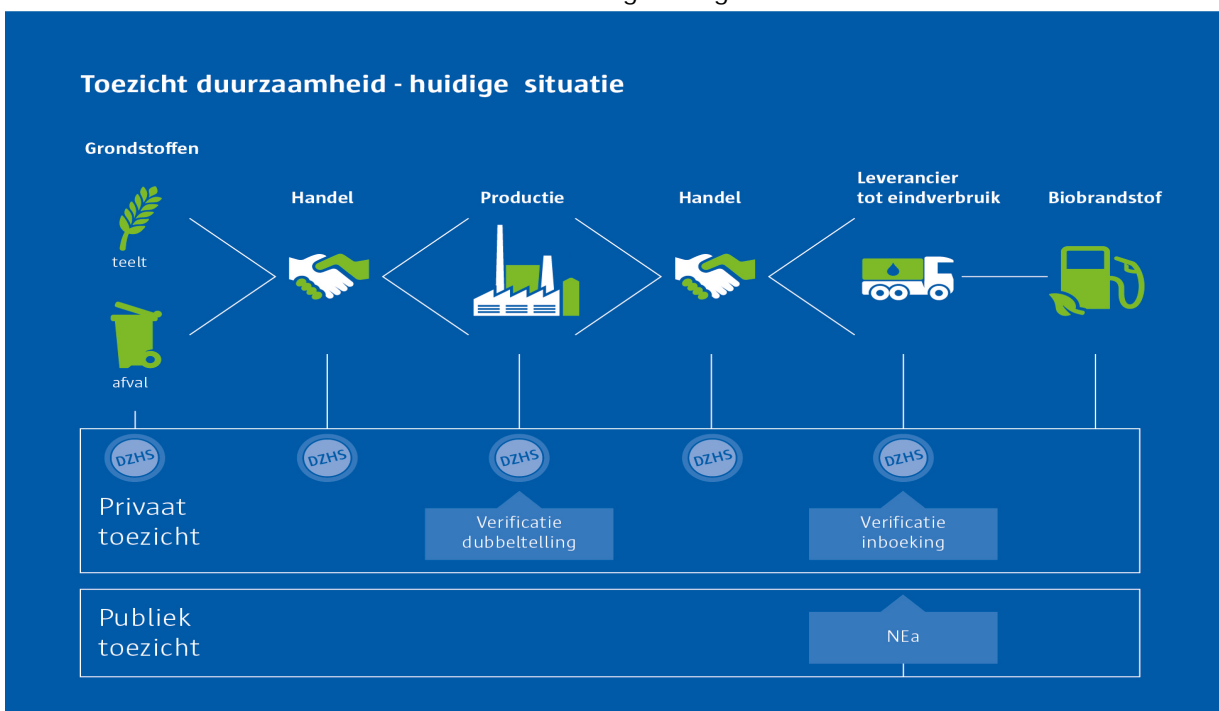 Toezicht duurzaamheid - huidige situatie
Grondstoffen
teelt
afval
Handel
Productie
Handel
Leverancier
tot eindverbruik
Biobrandstof
DZHS
DZHS
DZHS
DZHS
DZHS
Privaat
toezicht
Verificatie
dubbeltelling
Verificatie
inboeking
Publiek
toezicht
NEa